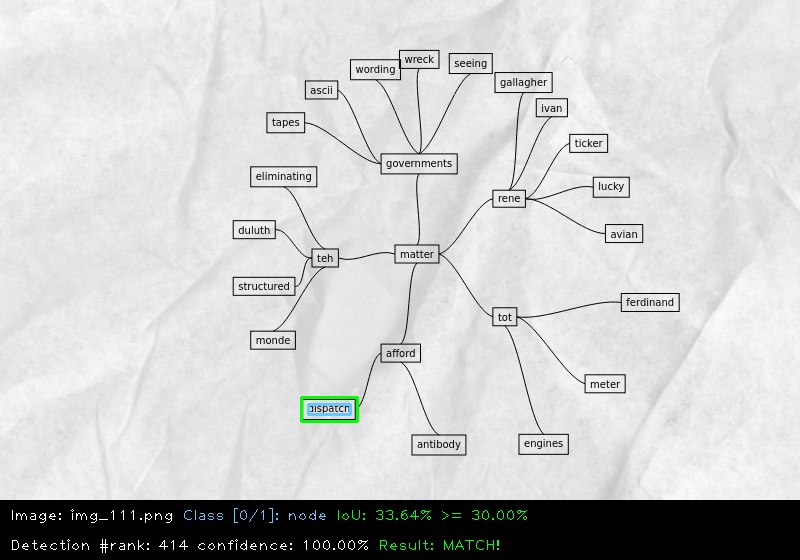 wreck
seeing
wording
gallagher
ascii
ivan
tapes
ticker
governments
eliminating
lucky
rene
duluth
avian
matter
teh
structured
ferdinand
tot
monde
afford
meter
dispatch
antibody
engines
Image: img_111.png Class [0/1]: node IoU: 33.64% >= 30.00%
Detection #rank: 414 confidence: 100.00% Result: MATCH!